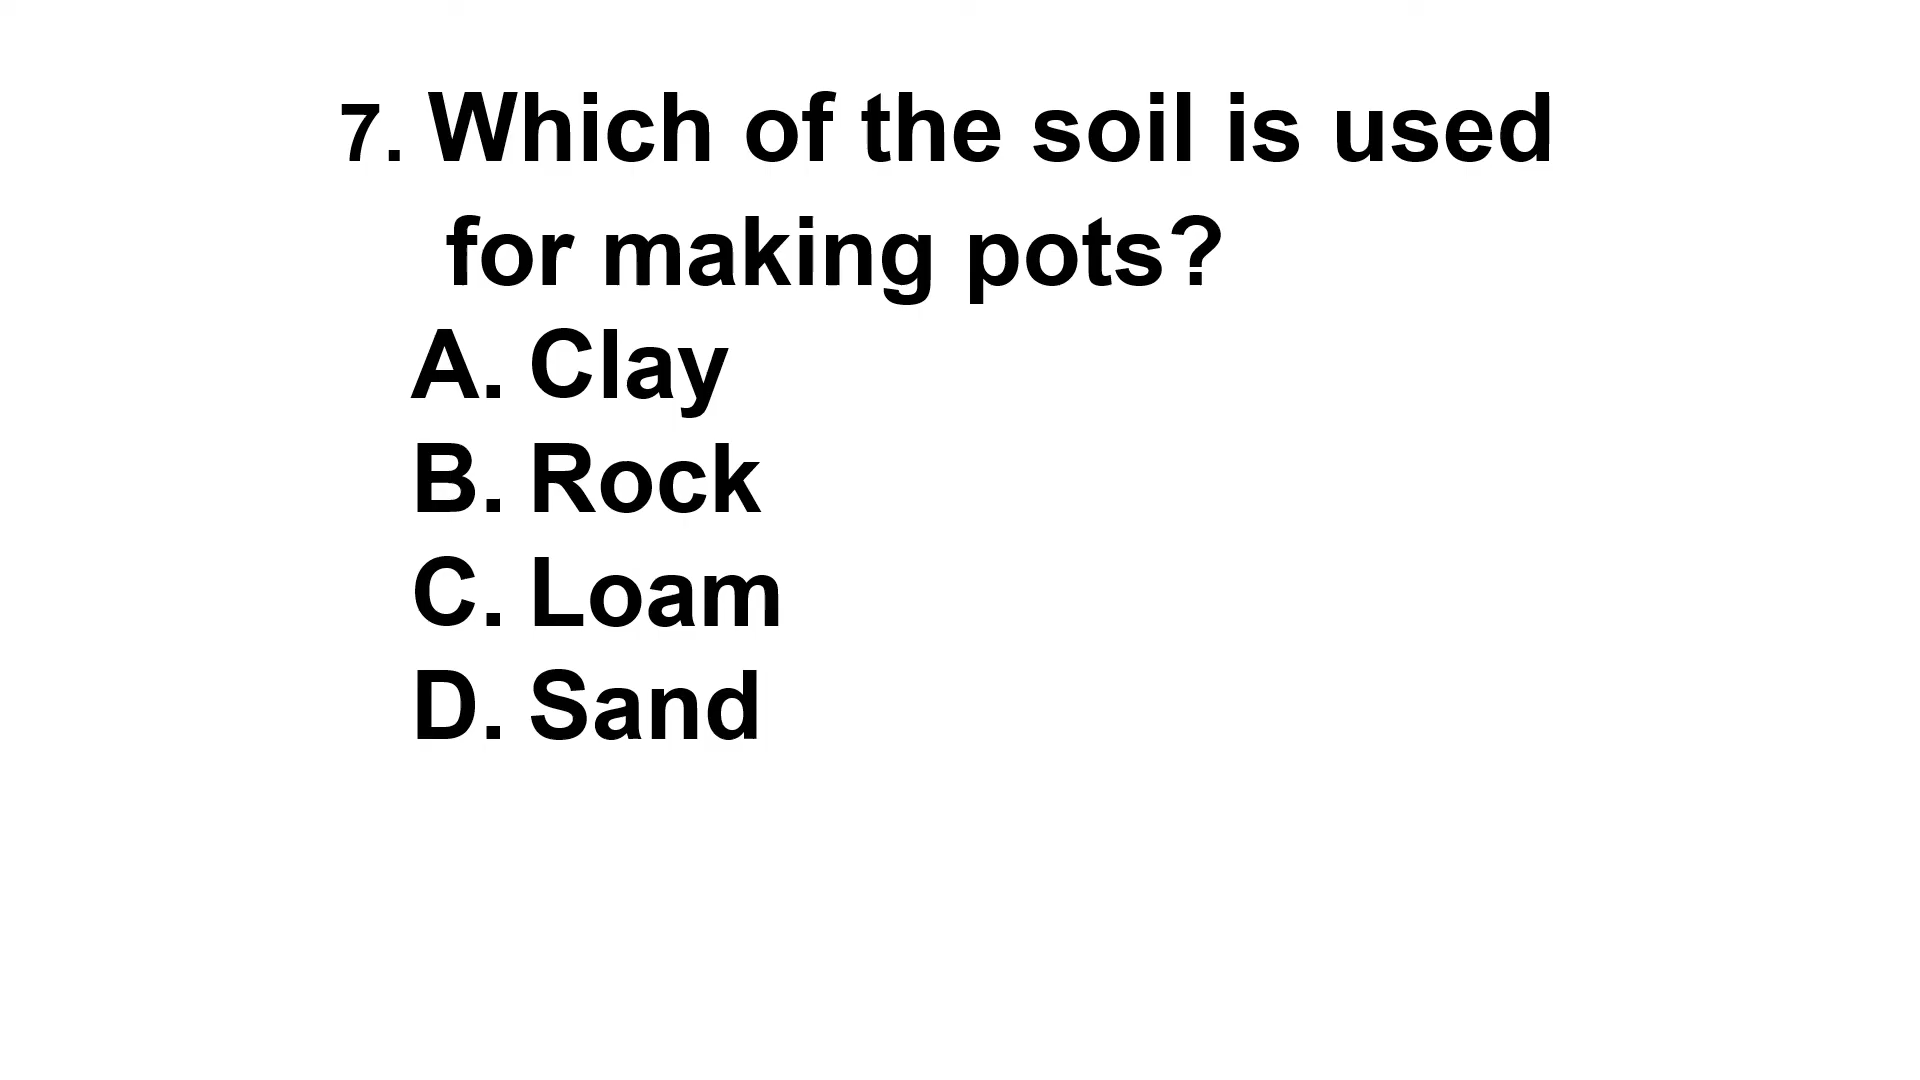 7. Which of the soil is used
for making pots?
A. Clay
B. Rock
C. Loam
D. Sand